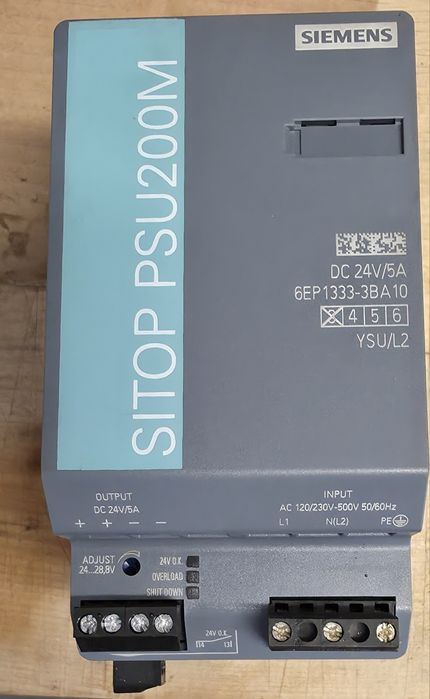 SIEMENS
SITOP PSU200M
DC 24V/5A
6EP1333-3BA10
3 4 5 6
YSU/L2
OUTPUT
DC 24V/5A
+ + – –
INPUT
AC 120/230V-500V 50/60Hz
L1 N(L2) PE
ADJUST
24...28,8V
24V O.K.
OVERLOAD
SHUT DOWN
24V O.K.
14 13